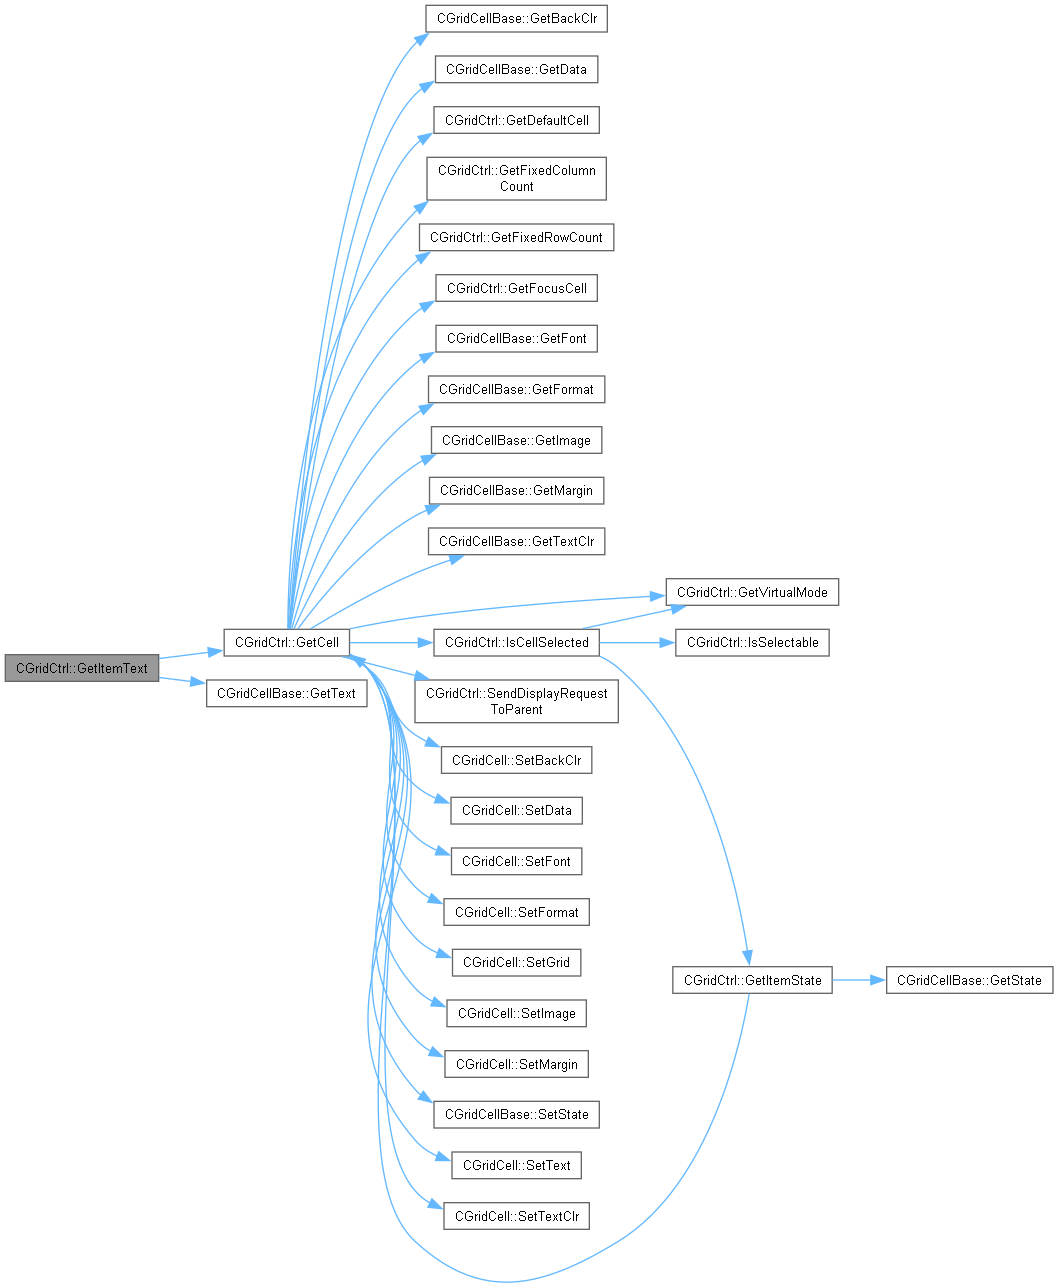 CGridCellBase::GetBackClr
CGridCellBase::GetData
CGridCtrl::GetDefaultCell
CGridCtrl::GetFixedColumn
Count
CGridCtrl::GetFixedRowCount
CGridCtrl::GetFocusCell
CGridCellBase::GetFont
CGridCellBase::GetFormat
CGridCellBase::GetImage
CGridCellBase::GetMargin
CGridCellBase::GetTextClr
CGridCtrl::GetVirtualMode
CGridCtrl::GetCell
CGridCtrl::IsCellSelected
CGridCtrl::IsSelectable
CGridCtrl::GetItemText
CGridCellBase::GetText
CGridCtrl::SendDisplayRequest
ToParent
CGridCell::SetBackClr
CGridCell::SetData
CGridCell::SetFont
CGridCell::SetFormat
CGridCell::SetGrid
CGridCtrl::GetItemState
CGridCellBase::GetState
CGridCell::SetImage
CGridCell::SetMargin
CGridCellBase::SetState
CGridCell::SetText
CGridCell::SetTextClr